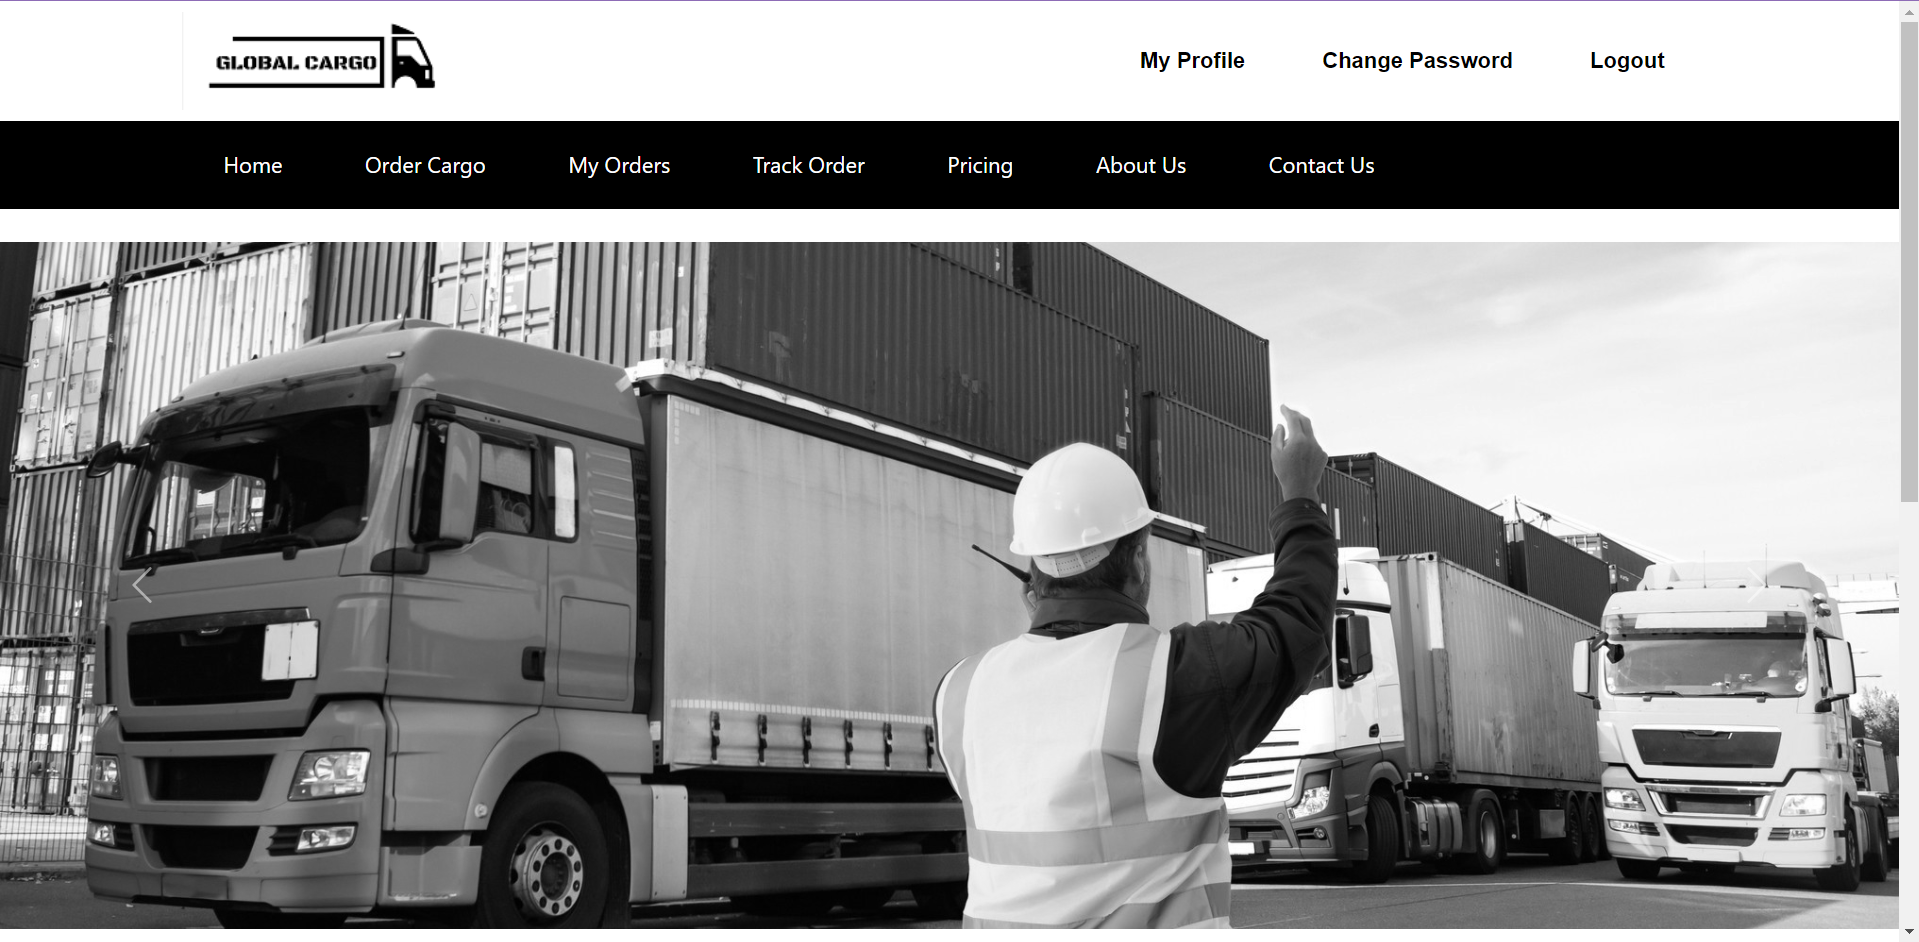 GLOBAL CARGO
My Profile Change Password Logout
Home Order Cargo My Orders Track Order Pricing About Us Contact Us